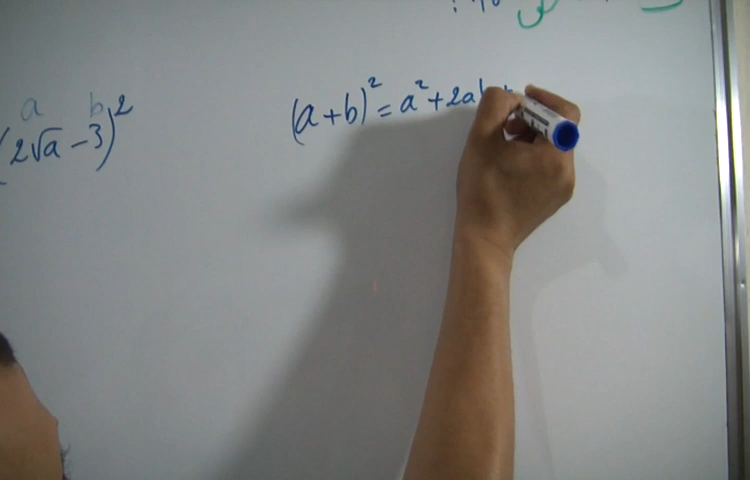 a b
(2√a - 3)²
(a + b)² = a² + 2ab +